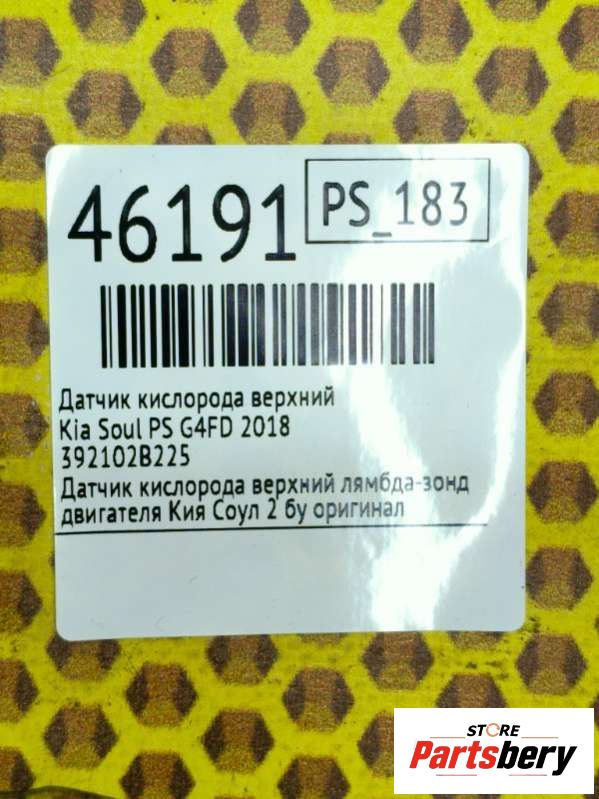 46191
PS_183
Датчик кислорода верхний
Kia Soul PS G4FD 2018
392102B225
Датчик кислорода верхний лямбда-зонд
двигателя Кия Соул 2 бу оригинал
STORE
Partsbery